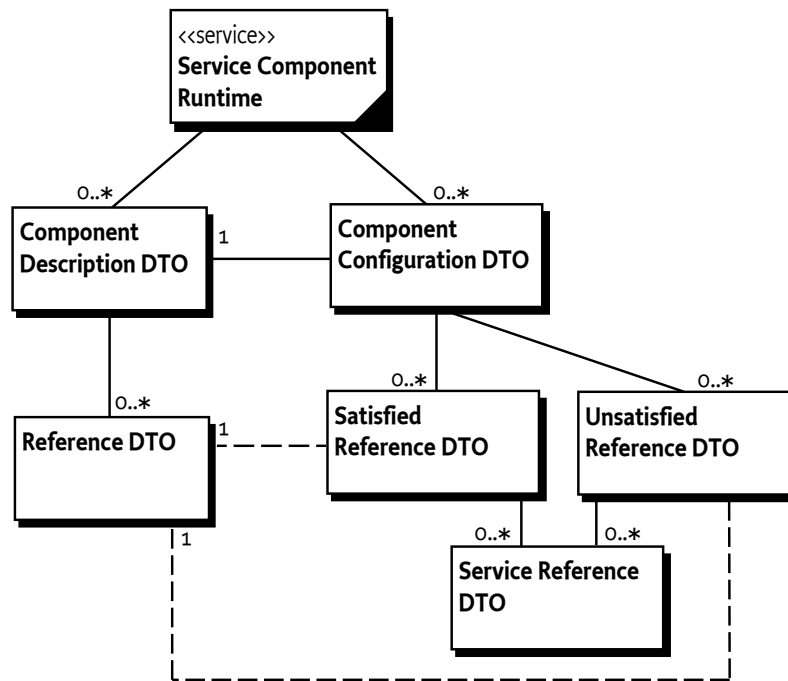 <<service>>
Service Component
Runtime
0..*
0..*
Component
Description DTO
1
Component
Configuration DTO
0..*
0..*
0..*
Reference DTO
1
Satisfied
Reference DTO
Unsatisfied
Reference DTO
1
0..*
0..*
Service Reference
DTO